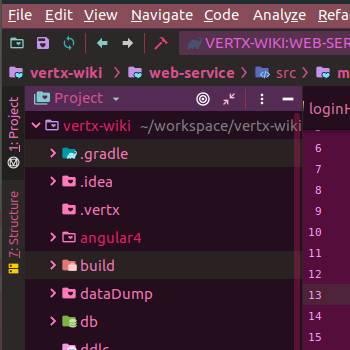 File Edit View Navigate Code Analyze Refa
VERTX-WIKI:WEB-SER
vertx-wiki web-service src m
Project
1: Project
7: Structure
vertx-wiki ~/workspace/vertx-wiki
.gradle
.idea
.vertx
angular4
build
dataDump
db
ddlc
loginH
6
7
8
9
10
11
12
13
14
15